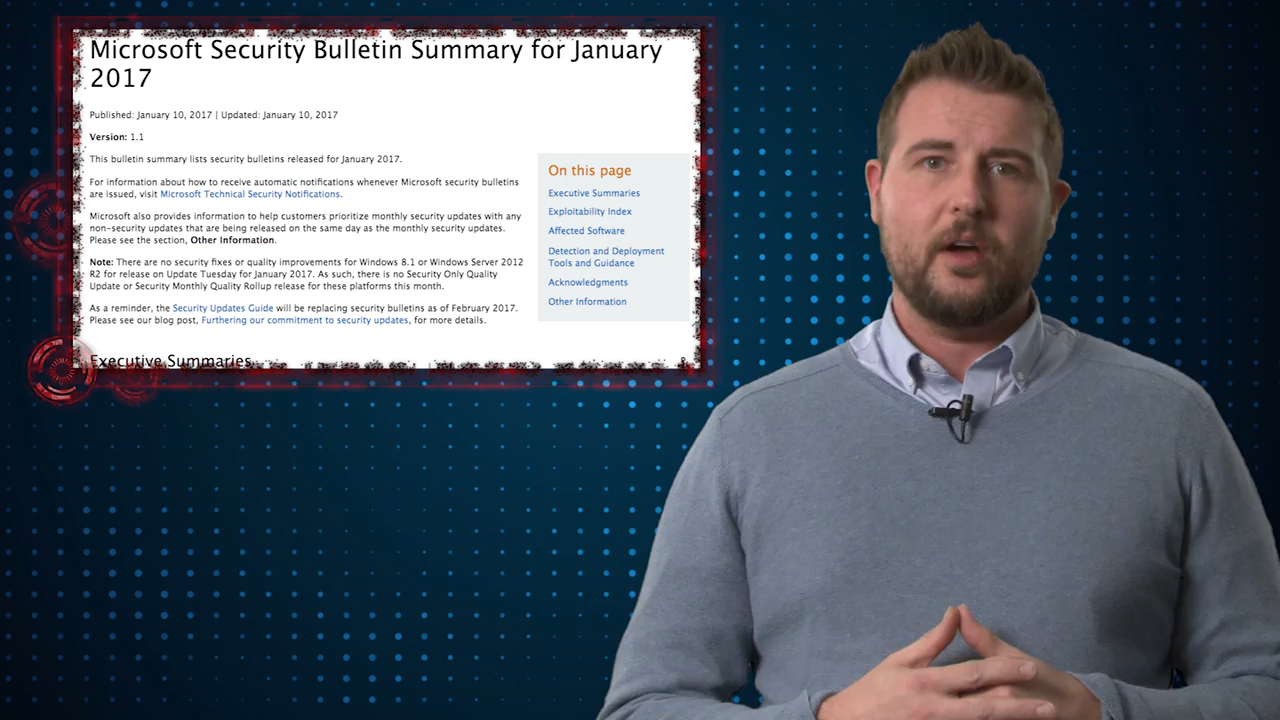 Microsoft Security Bulletin Summary for January
2017
Published: January 10, 2017 | Updated: January 10, 2017
Version: 1.1
This bulletin summary lists security bulletins released for January 2017.
For information about how to receive automatic notifications whenever Microsoft security bulletins
are issued, visit Microsoft Technical Security Notifications.
Microsoft also provides information to help customers prioritize monthly security updates with any
non-security updates that are being released on the same day as the monthly security updates.
Please see the section, Other Information.
Note: There are no security fixes or quality improvements for Windows 8.1 or Windows Server 2012
R2 for release on Update Tuesday for January 2017. As such, there is no Security Only Quality
Update or Security Monthly Quality Rollup release for these platforms this month.
As a reminder, the Security Updates Guide will be replacing security bulletins as of February 2017.
Please see our blog post, Furthering our commitment to security updates, for more details.
Executive Summaries
On this page
Executive Summaries
Exploitability Index
Affected Software
Detection and Deployment
Tools and Guidance
Acknowledgments
Other Information